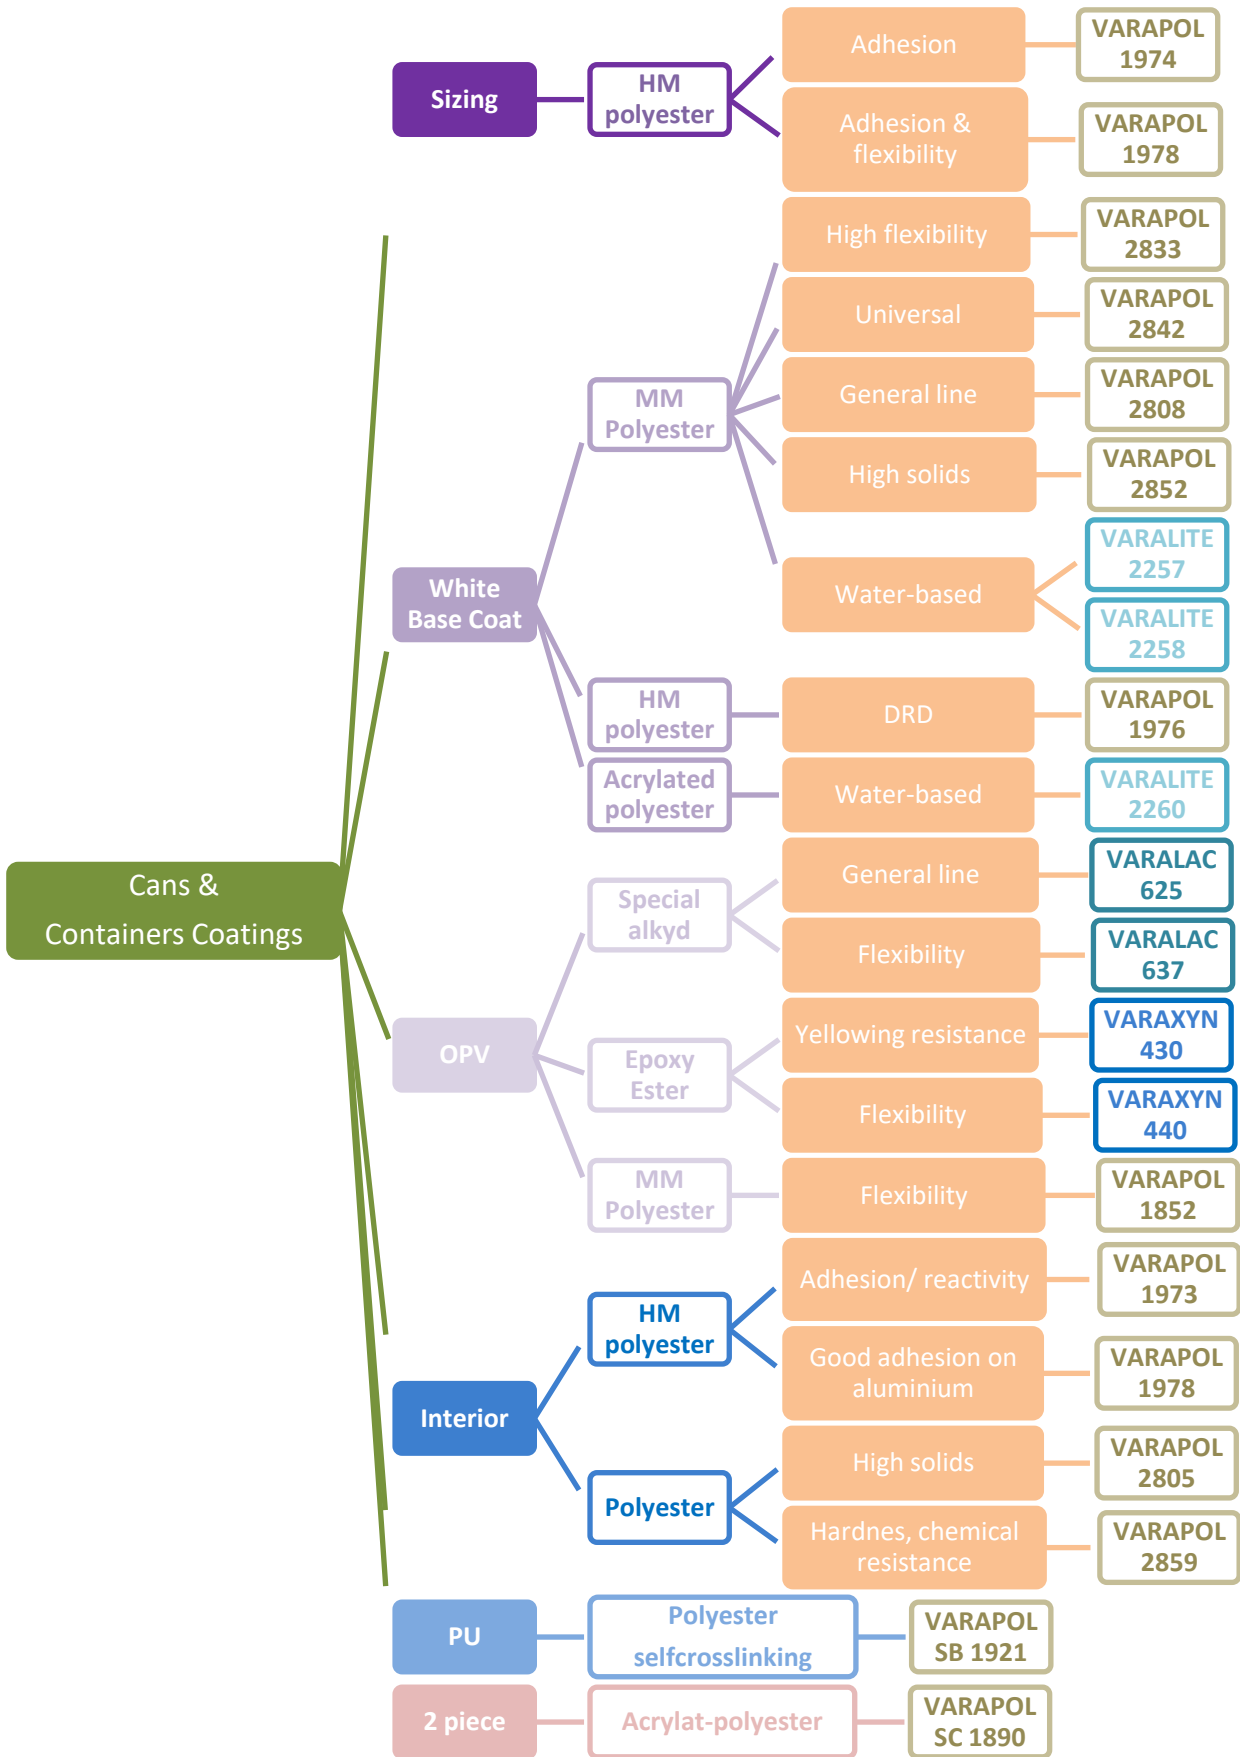 Cans &
Containers Coatings
Sizing
HM
polyester
Adhesion
VARAPOL
1974
Adhesion &
flexibility
VARAPOL
1978
White
Base Coat
MM
Polyester
High flexibility
VARAPOL
2833
Universal
VARAPOL
2842
General line
VARAPOL
2808
High solids
VARAPOL
2852
Water-based
VARALITE
2257
VARALITE
2258
HM
polyester
DRD
VARAPOL
1976
Acrylated
polyester
Water-based
VARALITE
2260
OPV
Special
alkyd
General line
VARALAC
625
Flexibility
VARALAC
637
Epoxy
Ester
Yellowing resistance
VARAXYN
430
Flexibility
VARAXYN
440
MM
Polyester
Flexibility
VARAPOL
1852
Interior
HM
polyester
Adhesion/ reactivity
VARAPOL
1973
Good adhesion on
aluminium
VARAPOL
1978
Polyester
High solids
VARAPOL
2805
Hardnes, chemical
resistance
VARAPOL
2859
PU
Polyester
selfcrosslinking
VARAPOL
SB 1921
2 piece
Acrylat-polyester
VARAPOL
SC 1890